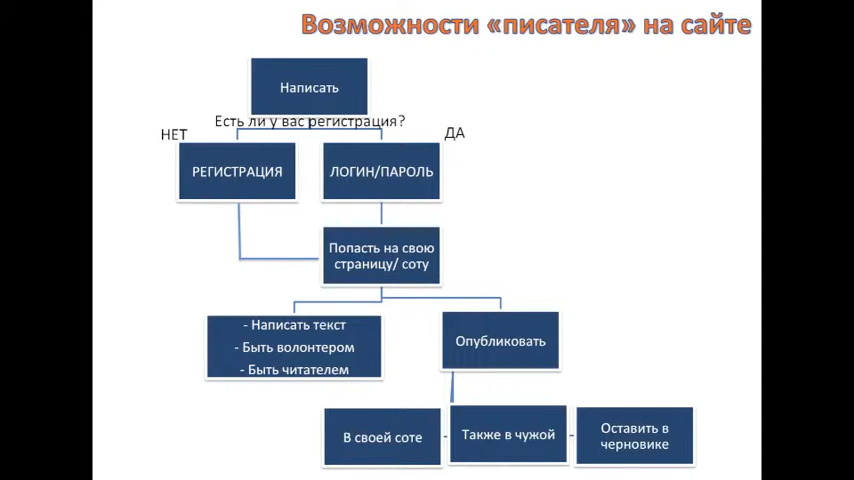 Возможности «писателя» на сайте
Написать
Есть ли у вас регистрация?
НЕТ
ДА
РЕГИСТРАЦИЯ
ЛОГИН/ПАРОЛЬ
Попасть на свою
страницу/ соту
- Написать текст
- Быть волонтером
- Быть читателем
Опубликовать
В своей соте
Также в чужой
Оставить в
черновике